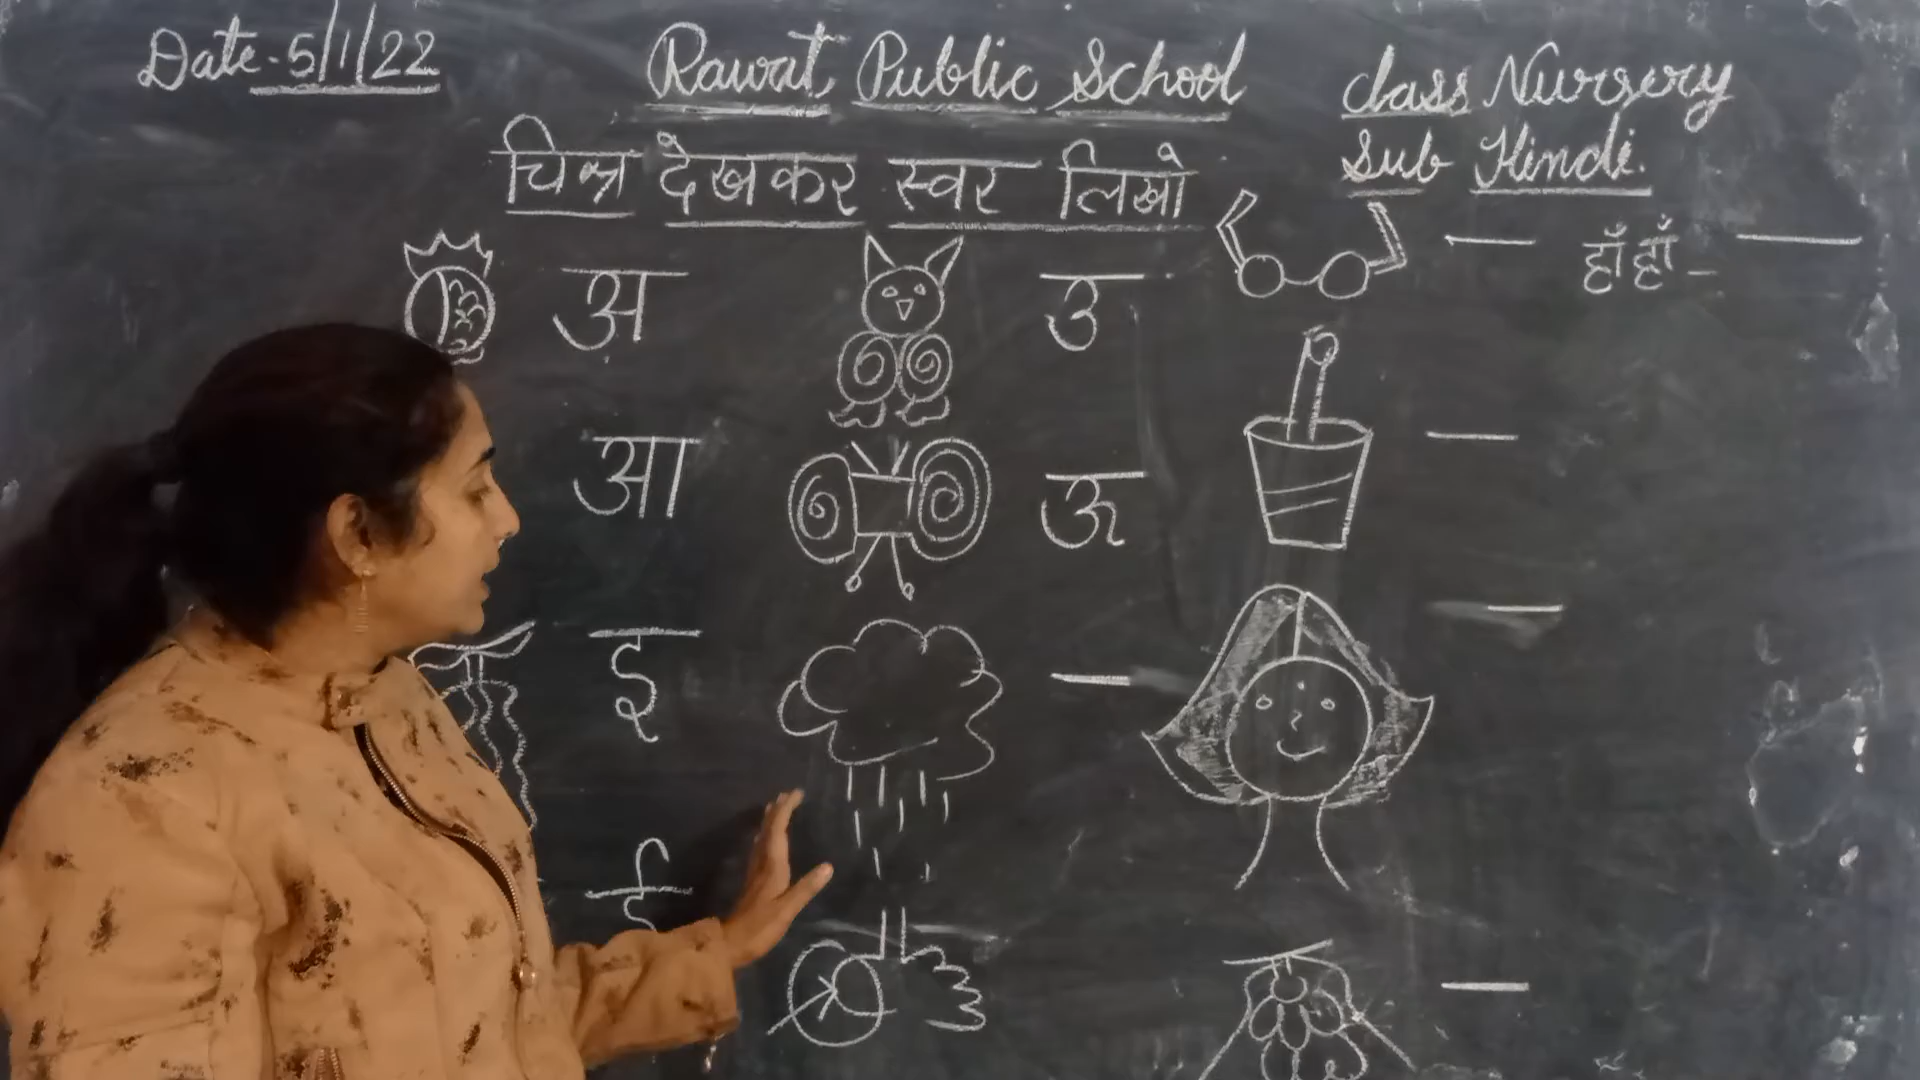 Date-5/1/22
Rawat Public School
class Nursery
Sub Hindi.
चित्र देखकर स्वर लिखो
अ
उ
हाँ हाँ -
आ
ऊ
इ
ई